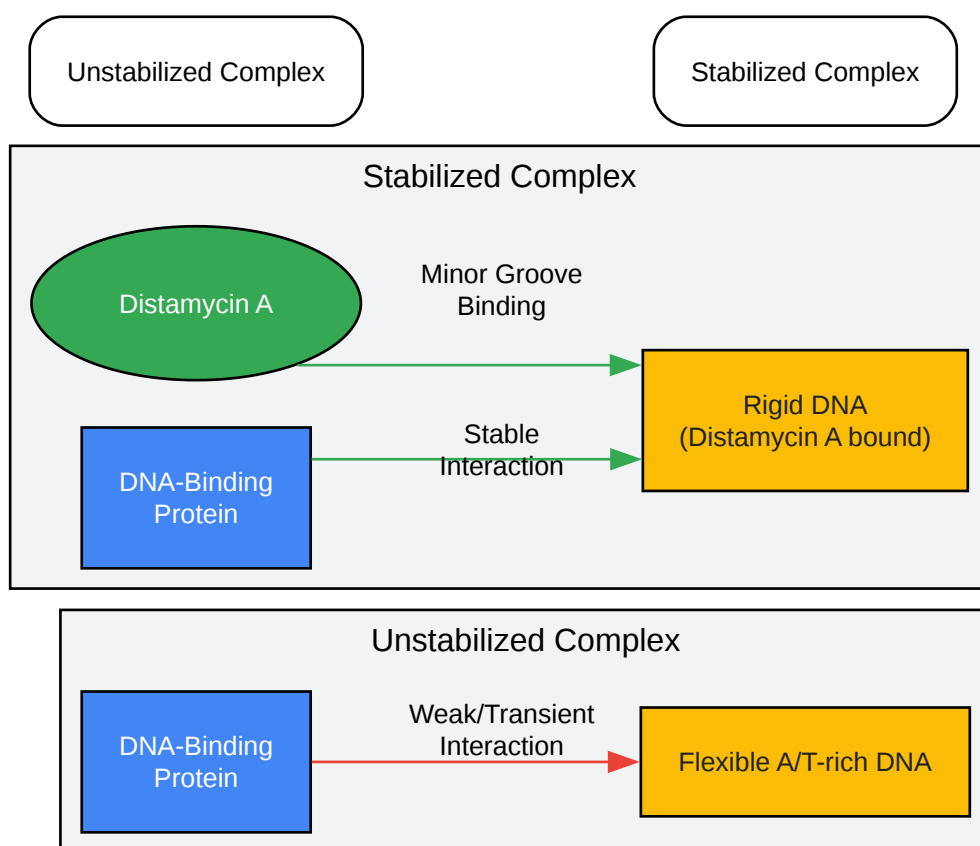 Unstabilized Complex
Stabilized Complex
Stabilized Complex
Distamycin A
Minor Groove
Binding
Rigid DNA
(Distamycin A bound)
DNA-Binding
Protein
Stable
Interaction
Unstabilized Complex
DNA-Binding
Protein
Weak/Transient
Interaction
Flexible A/T-rich DNA